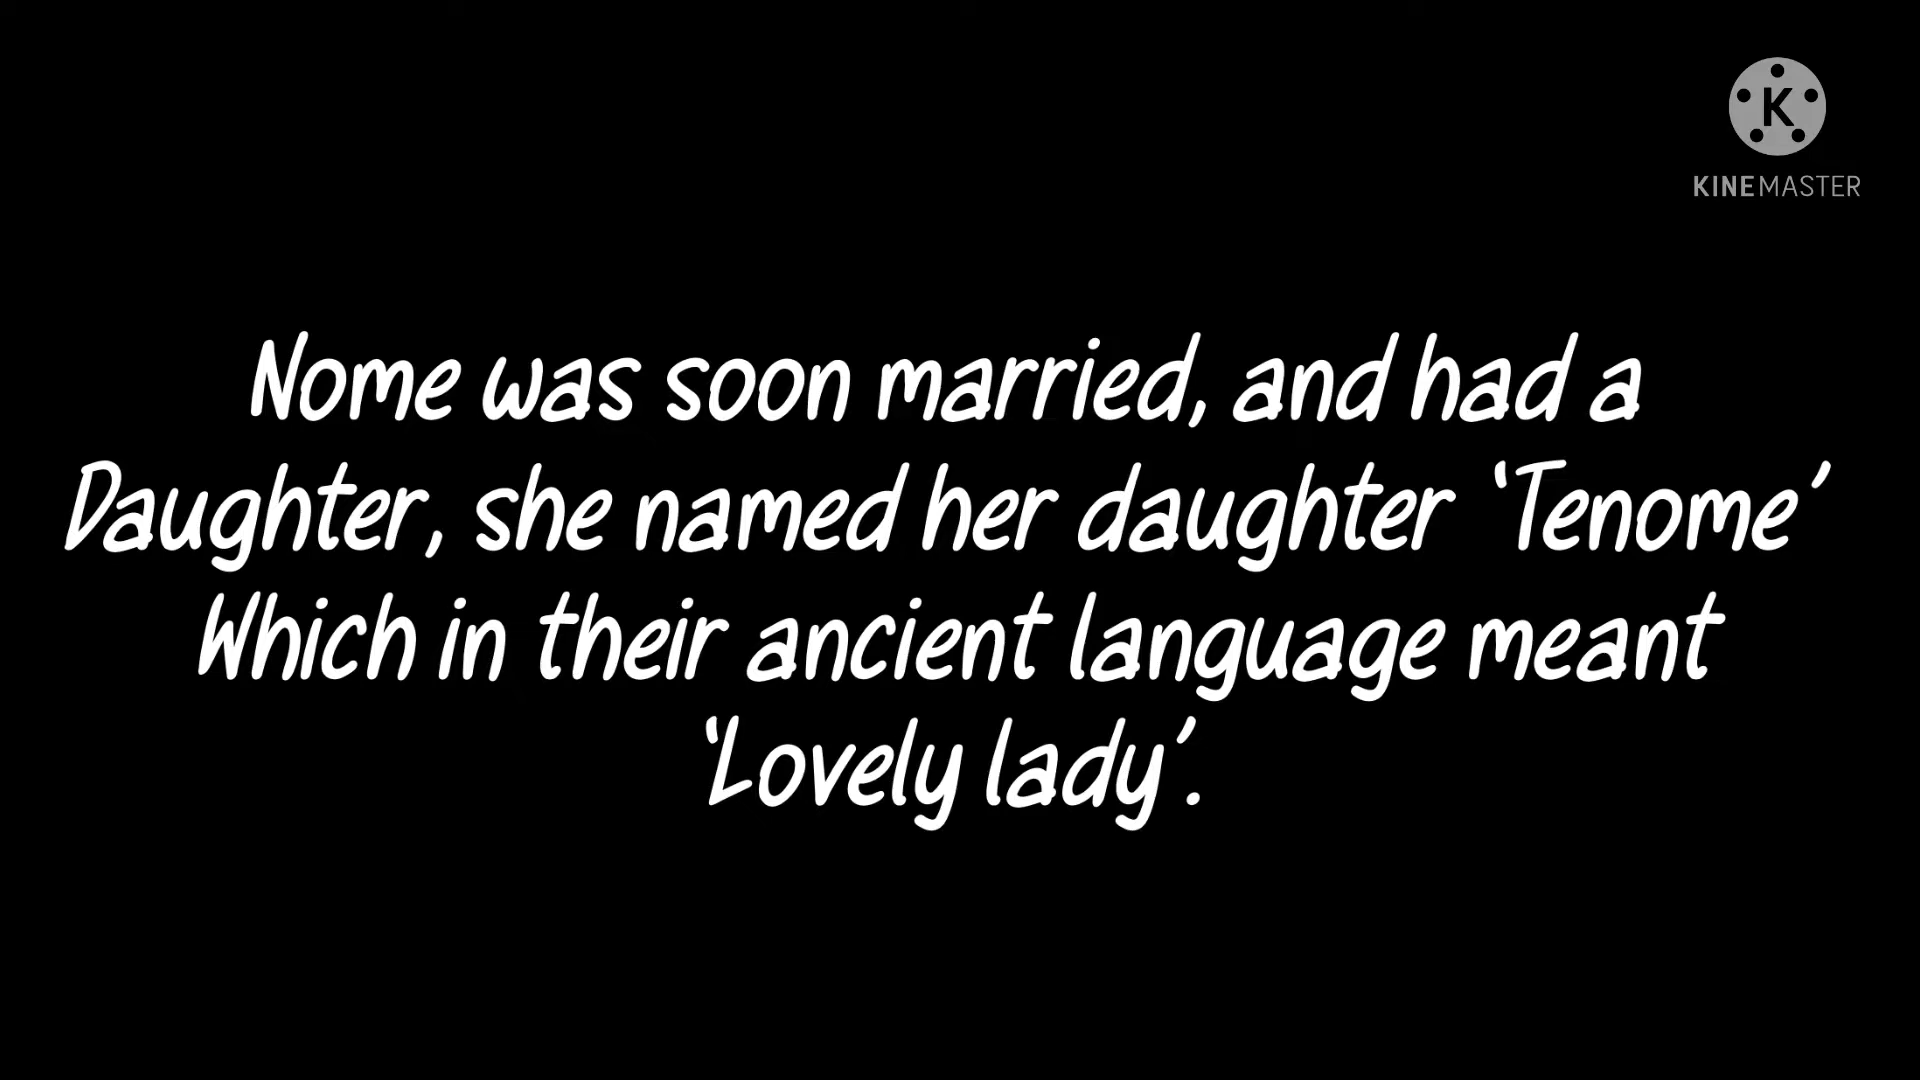 K
KINEMASTER
Nome was soon married, and had a
Daughter, she named her daughter ‘Tenome’
Which in their ancient language meant
‘Lovely lady’.